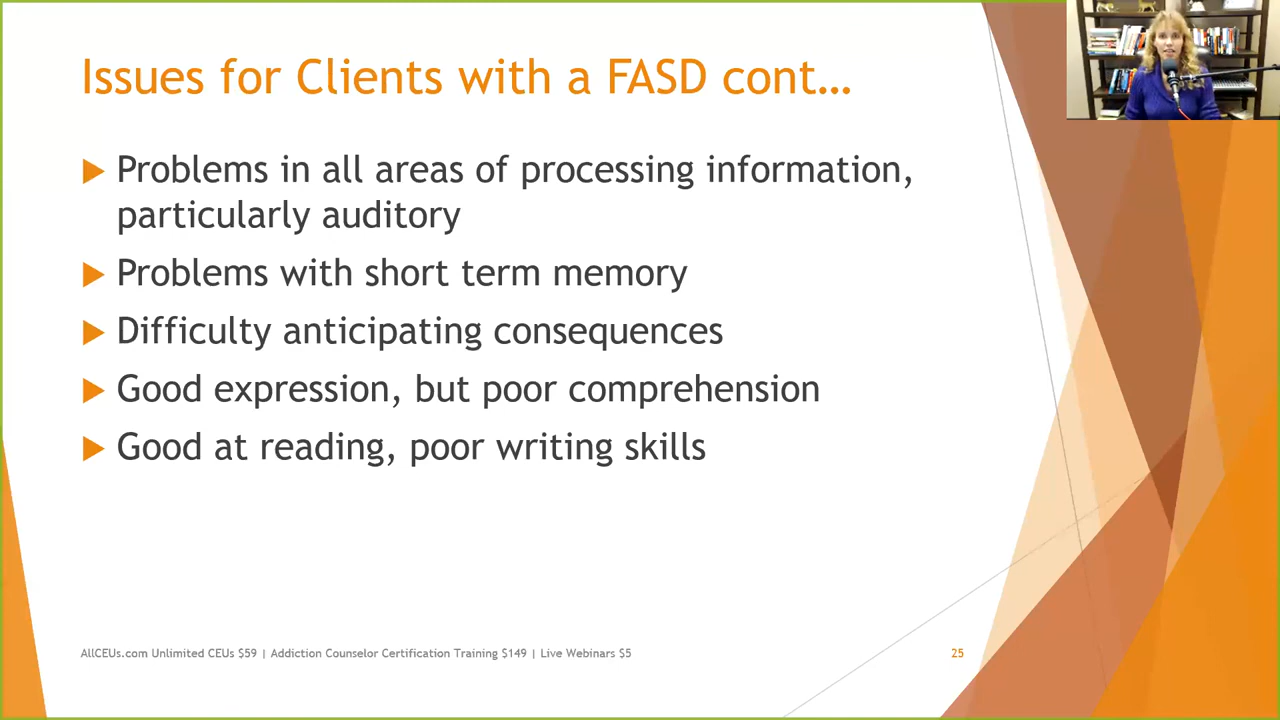 Issues for Clients with a FASD cont…
Problems in all areas of processing information,
particularly auditory
Problems with short term memory
Difficulty anticipating consequences
Good expression, but poor comprehension
Good at reading, poor writing skills
AllCEUs.com Unlimited CEUs $59 | Addiction Counselor Certification Training $149 | Live Webinars $5
25